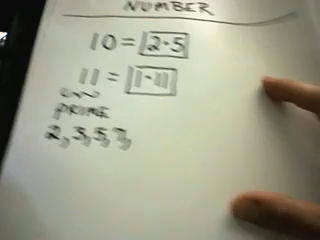 NUMBER
10 = 2·5
11 = 1·11
PRIME
2, 3, 5, 7,